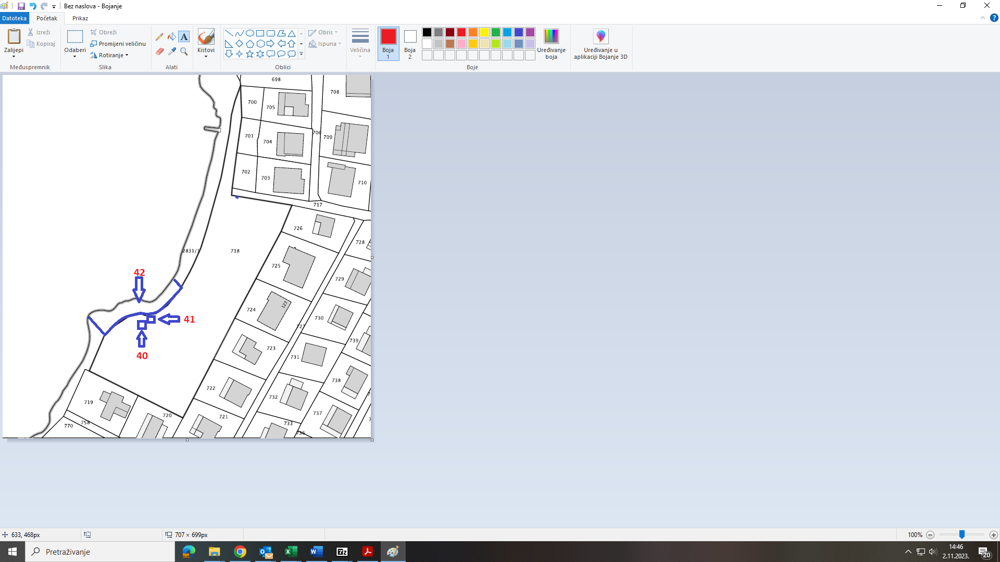 Bez naslova - Bojanje
Datoteka Početak Prikaz
Zalijepi
Izreži
Kopiraj
Međuspremnik
Odaberi
Obreži
Promijeni veličinu
Rotiranje
Slika
A
Alati
Kistovi
Oblici
Obris
Ispuna
Veličina
Boja 1
Boja 2
Boje
Uređivanje boja
Uređivanje u aplikaciji Bojanje 3D
698
708
700
705
706
701
704
709
702
703
710
717
726
728
2831/1
718
725
42
729
123
724
730
41
727
40
723
739
731
738
722
732
719
720
721
737
758
770
733
736
633, 468px
707 × 699px
100%
Pretraživanje
7z
14:46
2.11.2023.
20